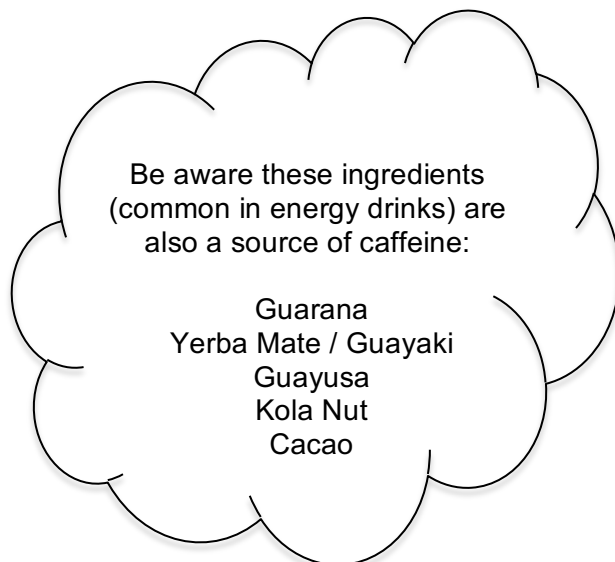 Be aware these ingredients
(common in energy drinks) are
also a source of caffeine:
Guarana
Yerba Mate / Guayaki
Guayusa
Kola Nut
Cacao